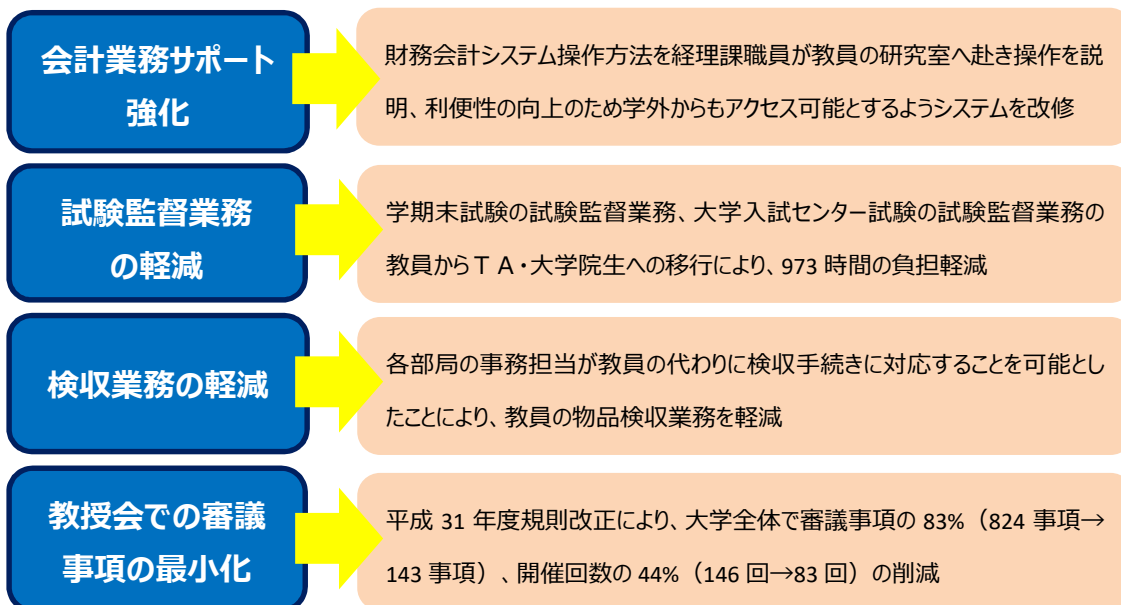 会計業務サポート
強化
財務会計システム操作方法を経理課職員が教員の研究室へ赴き操作を説
明、利便性の向上のため学外からもアクセス可能とするようシステムを改修
試験監督業務
の軽減
学期末試験の試験監督業務、大学入試センター試験の試験監督業務の
教員からＴＡ・大学院生への移行により、973 時間の負担軽減
検収業務の軽減
各部局の事務担当が教員の代わりに検収手続きに対応することを可能とし
たことにより、教員の物品検収業務を軽減
教授会での審議
事項の最小化
平成 31 年度規則改正により、大学全体で審議事項の 83%（824 事項→
143 事項）、開催回数の 44%（146 回→83 回）の削減